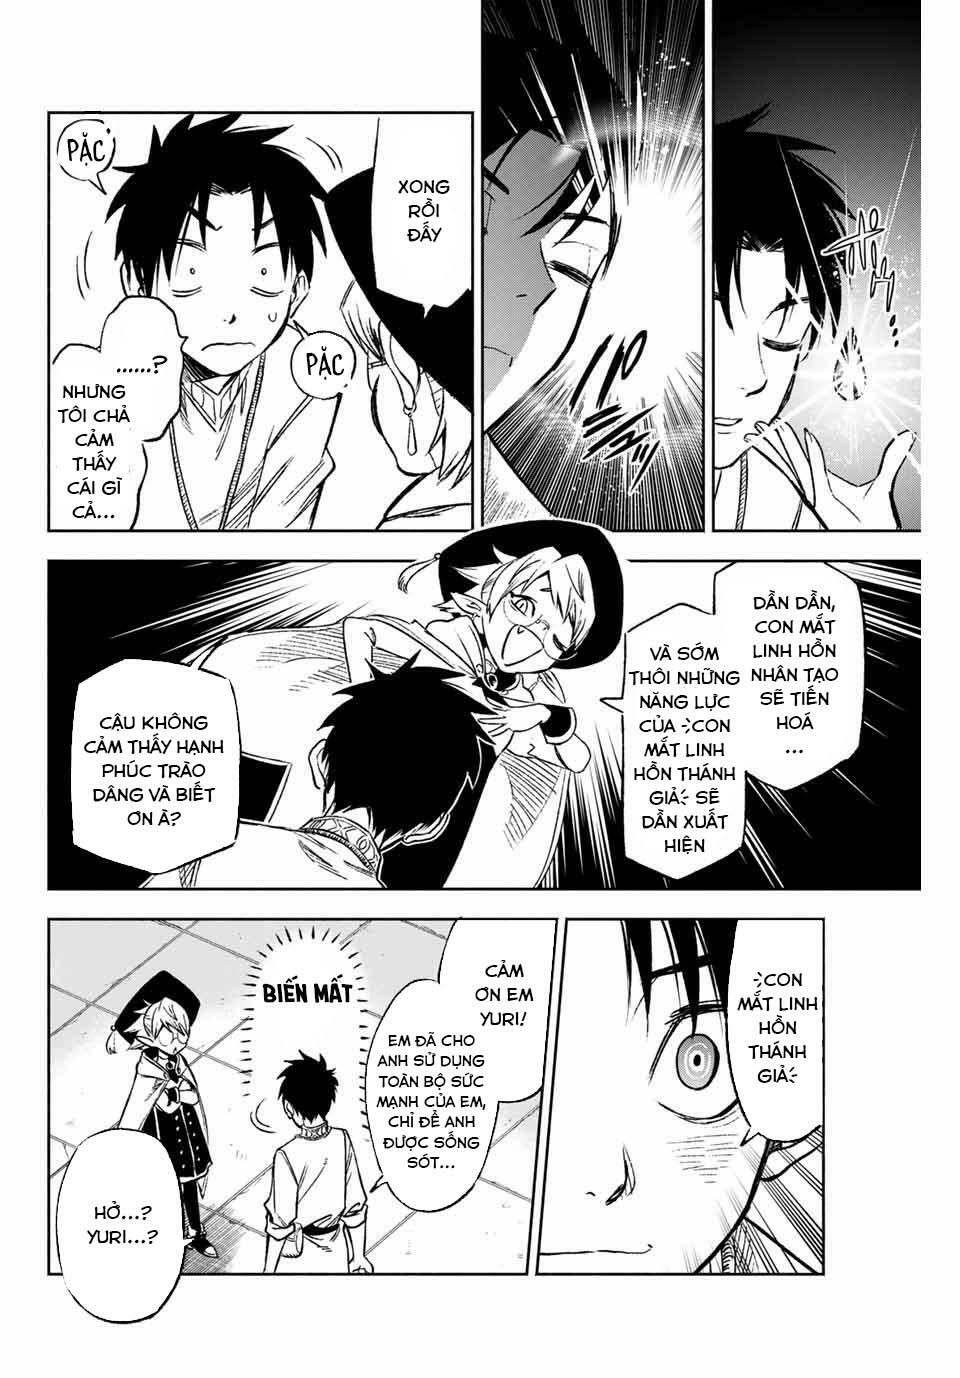 XONG
RỒI
ĐẤY
PẶC
PẶC
......?
NHƯNG
TÔI CHẢ
CẢM
THẤY
CÁI GÌ
CẢ...
DẦN DẦN,
CON MẮT
LINH HỒN
NHÂN TẠO
SẼ TIẾN
HOÁ
...
VÀ SỚM
THÔI NHỮNG
NĂNG LỰC
CỦA CON
MẮT LINH
HỒN THÁNH
GIẢ SẼ
DẦN XUẤT
HIỆN
CẬU KHÔNG
CẢM THẤY HẠNH
PHÚC TRÀO
DÂNG VÀ BIẾT
ƠN À?
CON
MẮT LINH
HỒN
THÁNH
GIẢ
CẢM
ƠN EM
YURI!
EM ĐÃ CHO
ANH SỬ DỤNG
TOÀN BỘ SỨC
MẠNH CỦA EM,
CHỈ ĐỂ ANH
ĐƯỢC SỐNG
SÓT...
BIẾN MẤT
HỞ...?
YURI...?